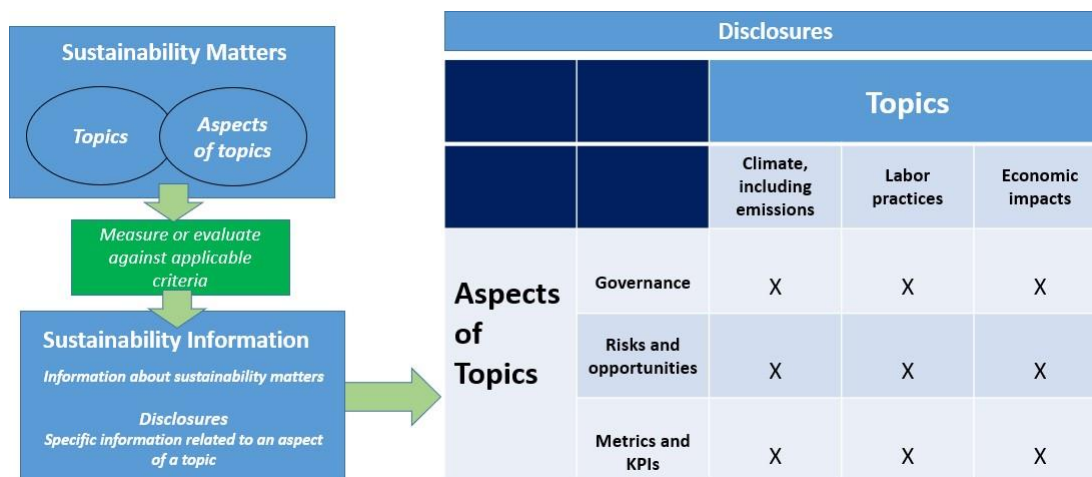 Sustainability Matters
Topics
Aspects
of topics
Measure or evaluate
against applicable
criteria
Sustainability Information
Information about sustainability matters
Disclosures
Specific information related to an aspect
of a topic
Disclosures
Topics
Climate,
including
emissions
Labor
practices
Economic
impacts
Aspects
of
Topics
Governance
X
X
X
Risks and
opportunities
X
X
X
Metrics and
KPIs
X
X
X